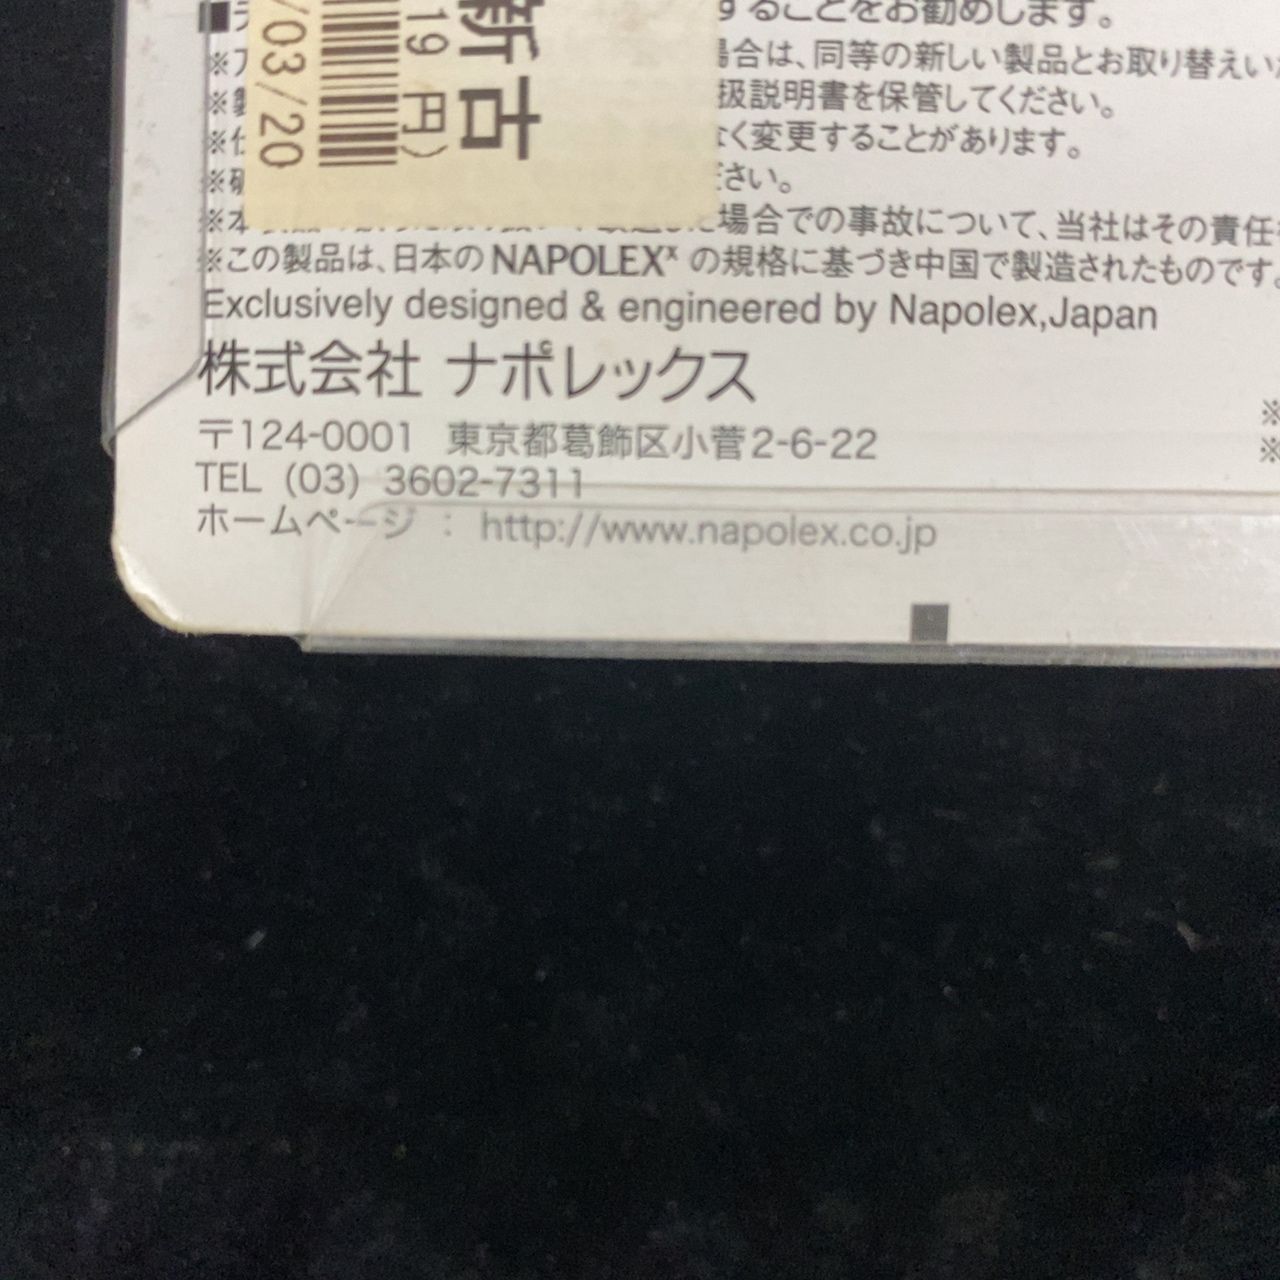 することをお勧めします。
場合は、同等の新しい製品とお取り替えい
扱説明書を保管してください。
なく変更することがあります。
ださい。
場合での事故について、当社はその責任
※この製品は、日本のNAPOLEXxの規格に基づき中国で製造されたものです。
Exclusively designed & engineered by Napolex,Japan
株式会社 ナポレックス
〒124-0001 東京都葛飾区小菅2-6-22
TEL (03) 3602-7311
ホームページ : http://www.napolex.co.jp
新古
19 円)
/03/20
※
※